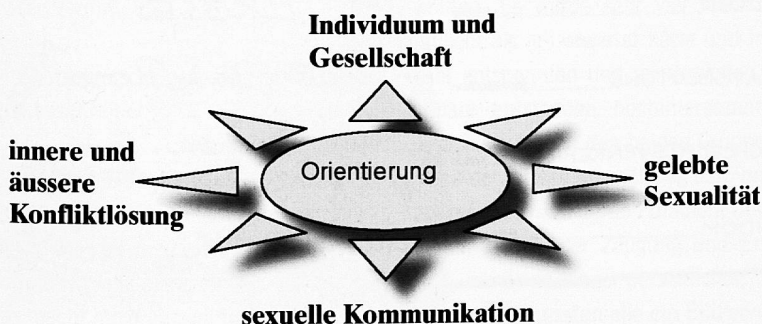 Individuum und
Gesellschaft
innere und
äussere
Konfliktlösung
Orientierung
gelebte
Sexualität
sexuelle Kommunikation